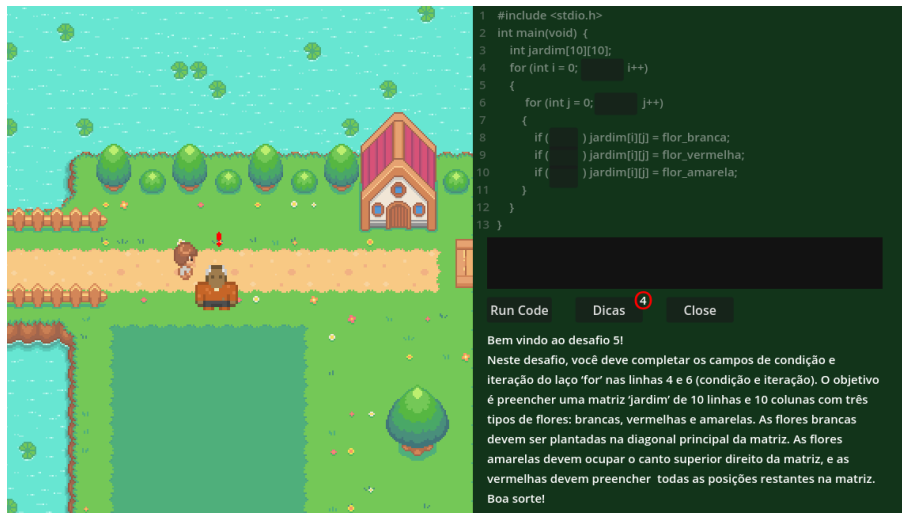 1 #include <stdio.h>
2 int main(void) {
3 int jardim[10][10];
4 for (int i = 0; i++)
5 {
6 for (int j = 0; j++)
7 {
8 if ( ) jardim[i][j] = flor_branca;
9 if ( ) jardim[i][j] = flor_vermelha;
10 if ( ) jardim[i][j] = flor_amarela;
11 }
12 }
13 }
Run Code Dicas 4 Close
Bem vindo ao desafio 5!
Neste desafio, você deve completar os campos de condição e
iteração do laço ‘for’ nas linhas 4 e 6 (condição e iteração). O objetivo
é preencher uma matriz ‘jardim’ de 10 linhas e 10 colunas com três
tipos de flores: brancas, vermelhas e amarelas. As flores brancas
devem ser plantadas na diagonal principal da matriz. As flores
amarelas devem ocupar o canto superior direito da matriz, e as
vermelhas devem preencher todas as posições restantes na matriz.
Boa sorte!